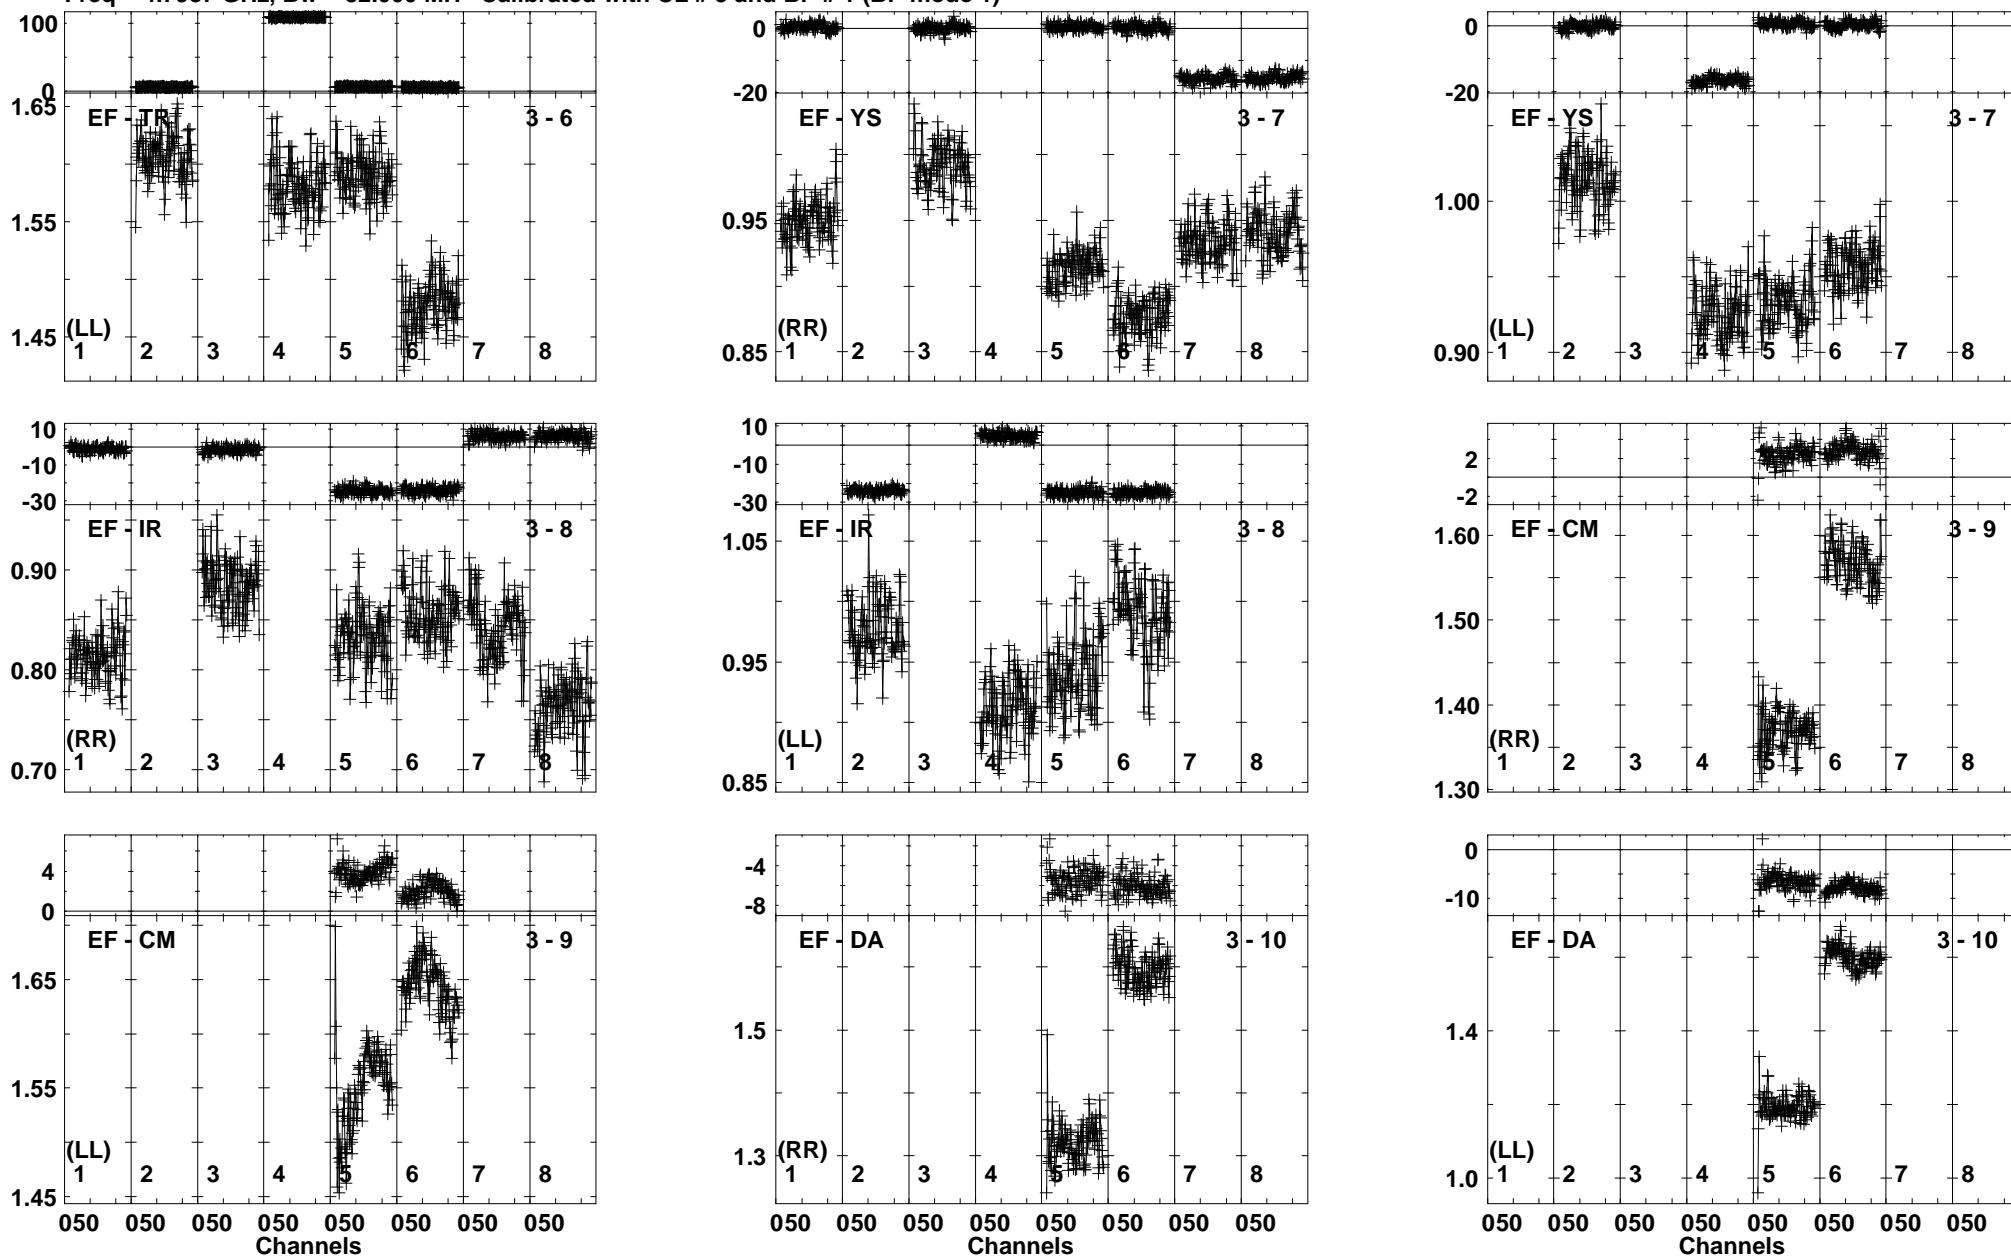 100
0
1.65
1.55
1.45
EF - TR
3 - 6
(LL)
1 2 3 4 5 6 7 8
0
-20
0.95
0.85
EF - YS
3 - 7
(RR)
1 2 3 4 5 6 7 8
0
-20
1.00
0.90
EF - YS
3 - 7
(LL)
1 2 3 4 5 6 7 8
10
-10
-30
0.90
0.80
0.70
EF - IR
3 - 8
(RR)
1 2 3 4 5 6 7 8
10
-10
-30
1.05
0.95
0.85
EF - IR
3 - 8
(LL)
1 2 3 4 5 6 7 8
2
-2
1.60
1.50
1.40
1.30
EF - CM
3 - 9
(RR)
1 2 3 4 5 6 7 8
4
0
1.65
1.55
1.45
EF - CM
3 - 9
(LL)
1 2 3 4 5 6 7 8
050 050 050 050 050 050 050 050
Channels
-4
-8
1.5
1.3
EF - DA
3 - 10
(RR)
1 2 3 4 5 6 7 8
050 050 050 050 050 050 050 050
Channels
0
-10
1.4
1.0
EF - DA
3 - 10
(LL)
1 2 3 4 5 6 7 8
050 050 050 050 050 050 050 050
Channels